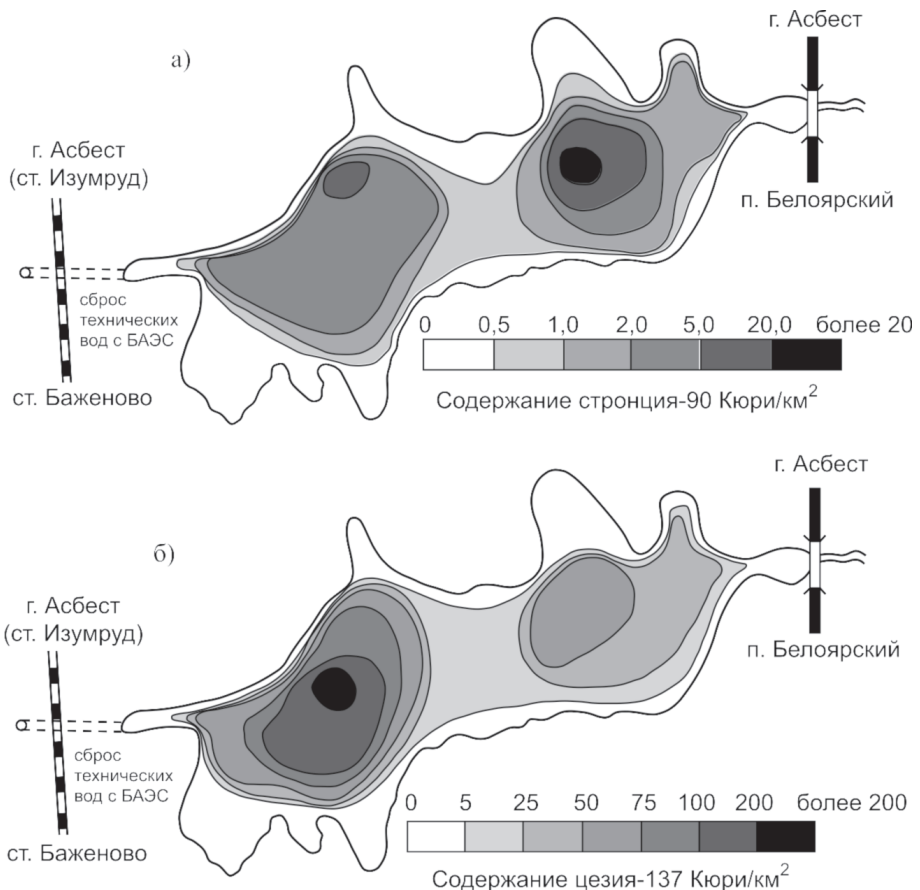 а)
г. Асбест
г. Асбест
(ст. Изумруд)
п. Белоярский
сброс
технических
вод с БАЭС
ст. Баженово
0 0,5 1,0 2,0 5,0 20,0 более 20
Содержание стронция-90 Кюри/км²
б)
г. Асбест
г. Асбест
(ст. Изумруд)
п. Белоярский
сброс
технических
вод с БАЭС
ст. Баженово
0 5 25 50 75 100 200 более 200
Содержание цезия-137 Кюри/км²